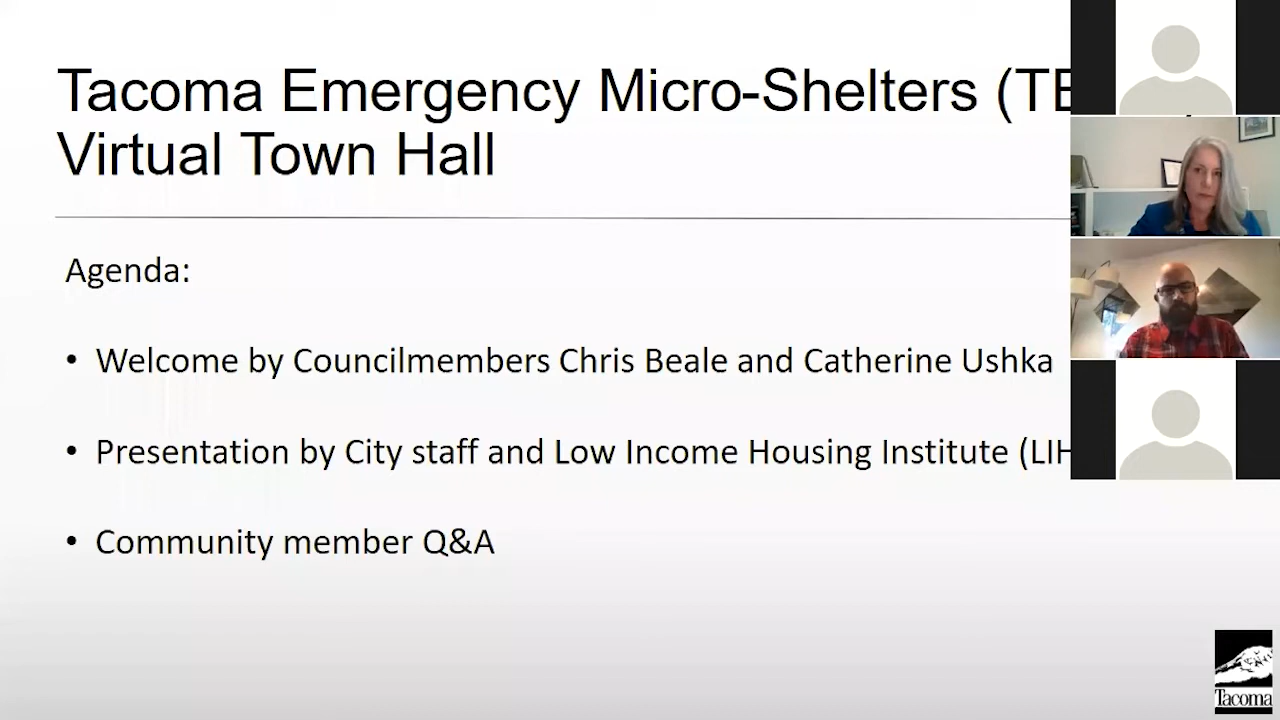 Tacoma Emergency Micro-Shelters (TE
Virtual Town Hall
Agenda:
• Welcome by Councilmembers Chris Beale and Catherine Ushka
• Presentation by City staff and Low Income Housing Institute (LIH
• Community member Q&A
Tacoma